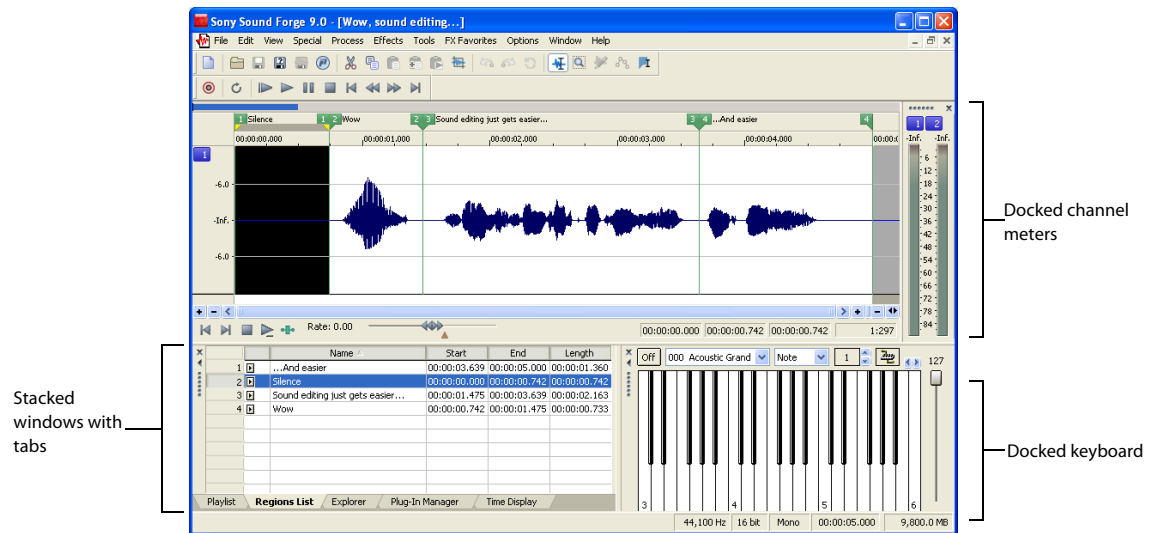 Sony Sound Forge 9.0 - [Wow, sound editing...]
File Edit View Special Process Effects Tools FX Favorites Options Window Help
1 Silence 1 2 Wow 2 3 Sound editing just gets easier... 3 4 ...And easier 4
00:00:00.000 00:00:01.000 00:00:02.000 00:00:03.000 00:00:04.000 00:00:
1
-6.0
-Inf.
-6.0
1 2
-Inf. -Inf.
6
12
18
24
30
36
42
48
54
60
66
72
78
84
Docked channel
meters
Rate: 0.00
00:00:00.000 00:00:00.742 00:00:00.742 1:297
Name Start End Length
1 ...And easier 00:00:03.639 00:00:05.000 00:00:01.360
2 Silence 00:00:00.000 00:00:00.742 00:00:00.742
3 Sound editing just gets easier... 00:00:01.475 00:00:03.639 00:00:02.163
4 Wow 00:00:00.742 00:00:01.475 00:00:00.733
Playlist Regions List Explorer Plug-In Manager Time Display
Stacked
windows with
tabs
Off 000 Acoustic Grand Note 1 127
3 4 5 6
Docked keyboard
44,100 Hz 16 bit Mono 00:00:05.000 9,800.0 MB